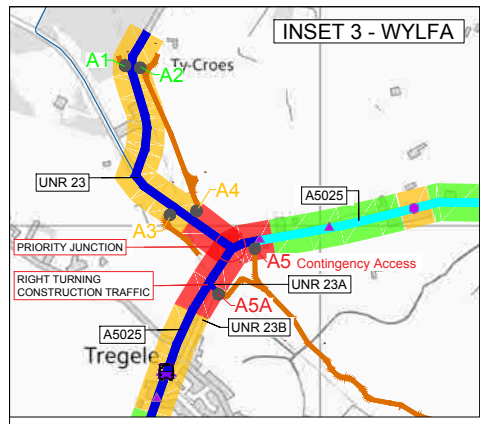 INSET 3 - WYLFA
A1
A2
Ty-Croes
UNR 23
A4
A3
A5025
PRIORITY JUNCTION
A5 Contingency Access
RIGHT TURNING
CONSTRUCTION TRAFFIC
UNR 23A
A5A
A5025
UNR 23B
Tregele